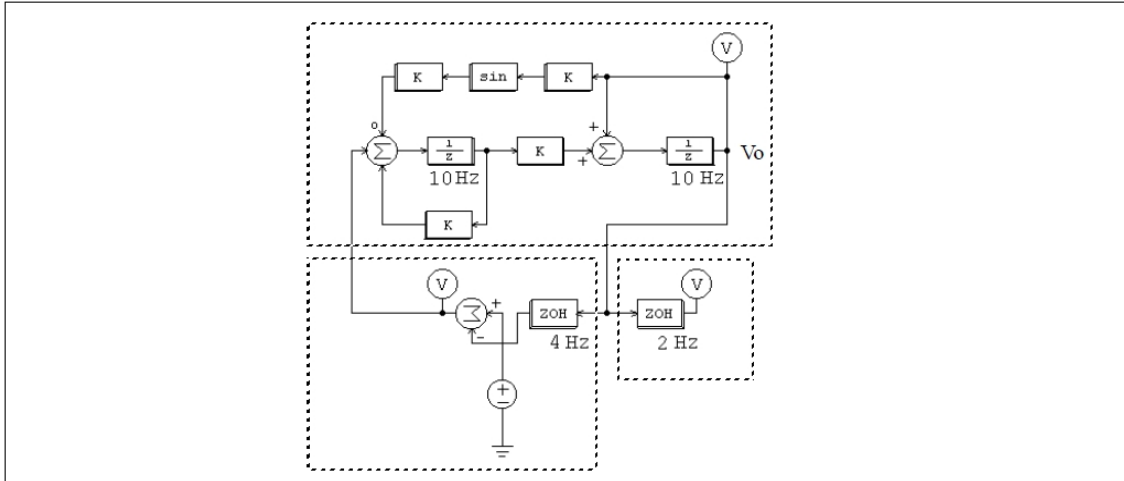 V
K sin K
o +
Σ 1/z K + Σ 1/z Vo
10 Hz 10 Hz
K
V V
Σ + ZOH ZOH
- 4 Hz 2 Hz
+
−